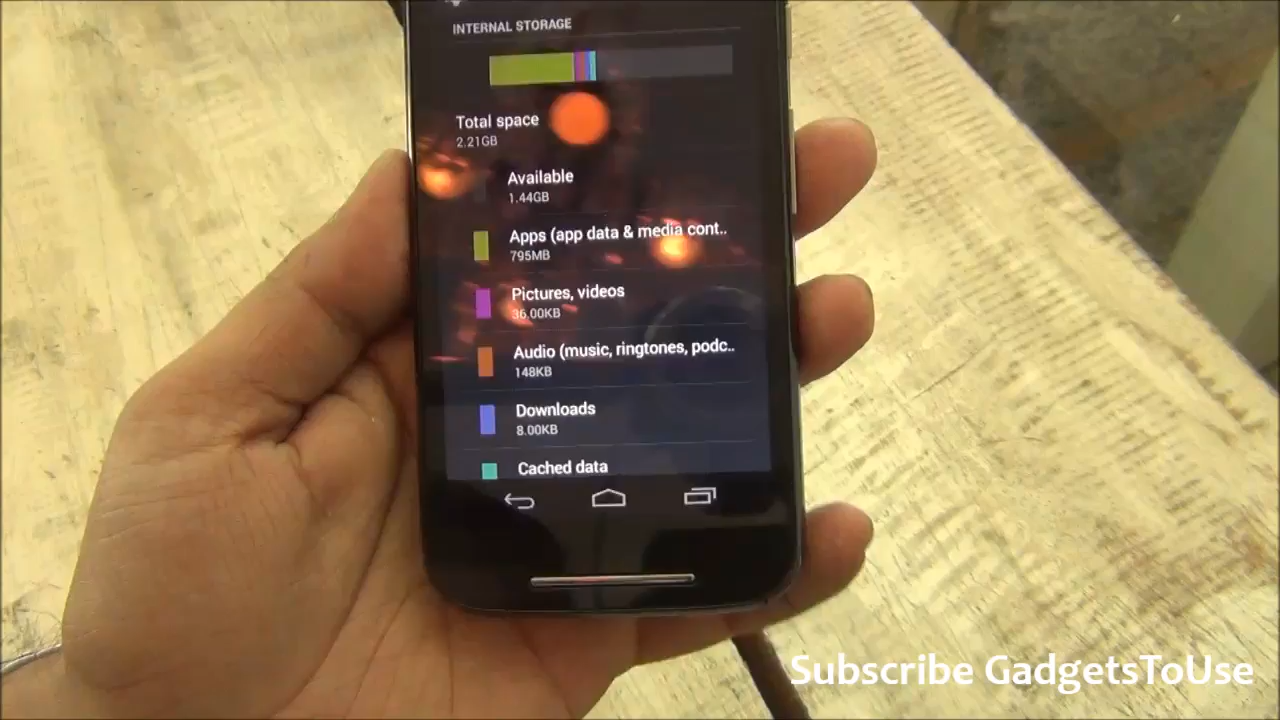 INTERNAL STORAGE
Total space
2.21GB
Available
1.44GB
Apps (app data & media cont..
795MB
Pictures, videos
36.00KB
Audio (music, ringtones, podc..
148KB
Downloads
8.00KB
Cached data
Subscribe GadgetsToUse